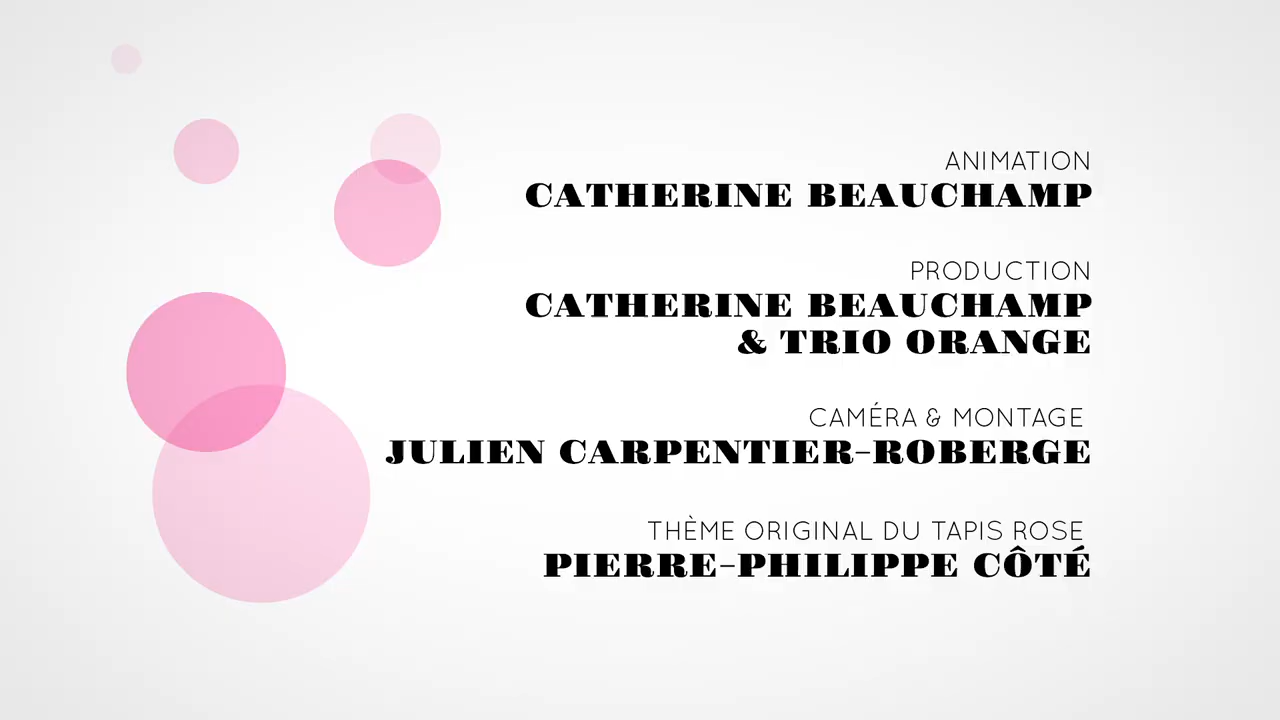 ANIMATION
CATHERINE BEAUCHAMP
PRODUCTION
CATHERINE BEAUCHAMP
& TRIO ORANGE
CAMÉRA & MONTAGE
JULIEN CARPENTIER-ROBERGE
THÈME ORIGINAL DU TAPIS ROSE
PIERRE-PHILIPPE CÔTÉ